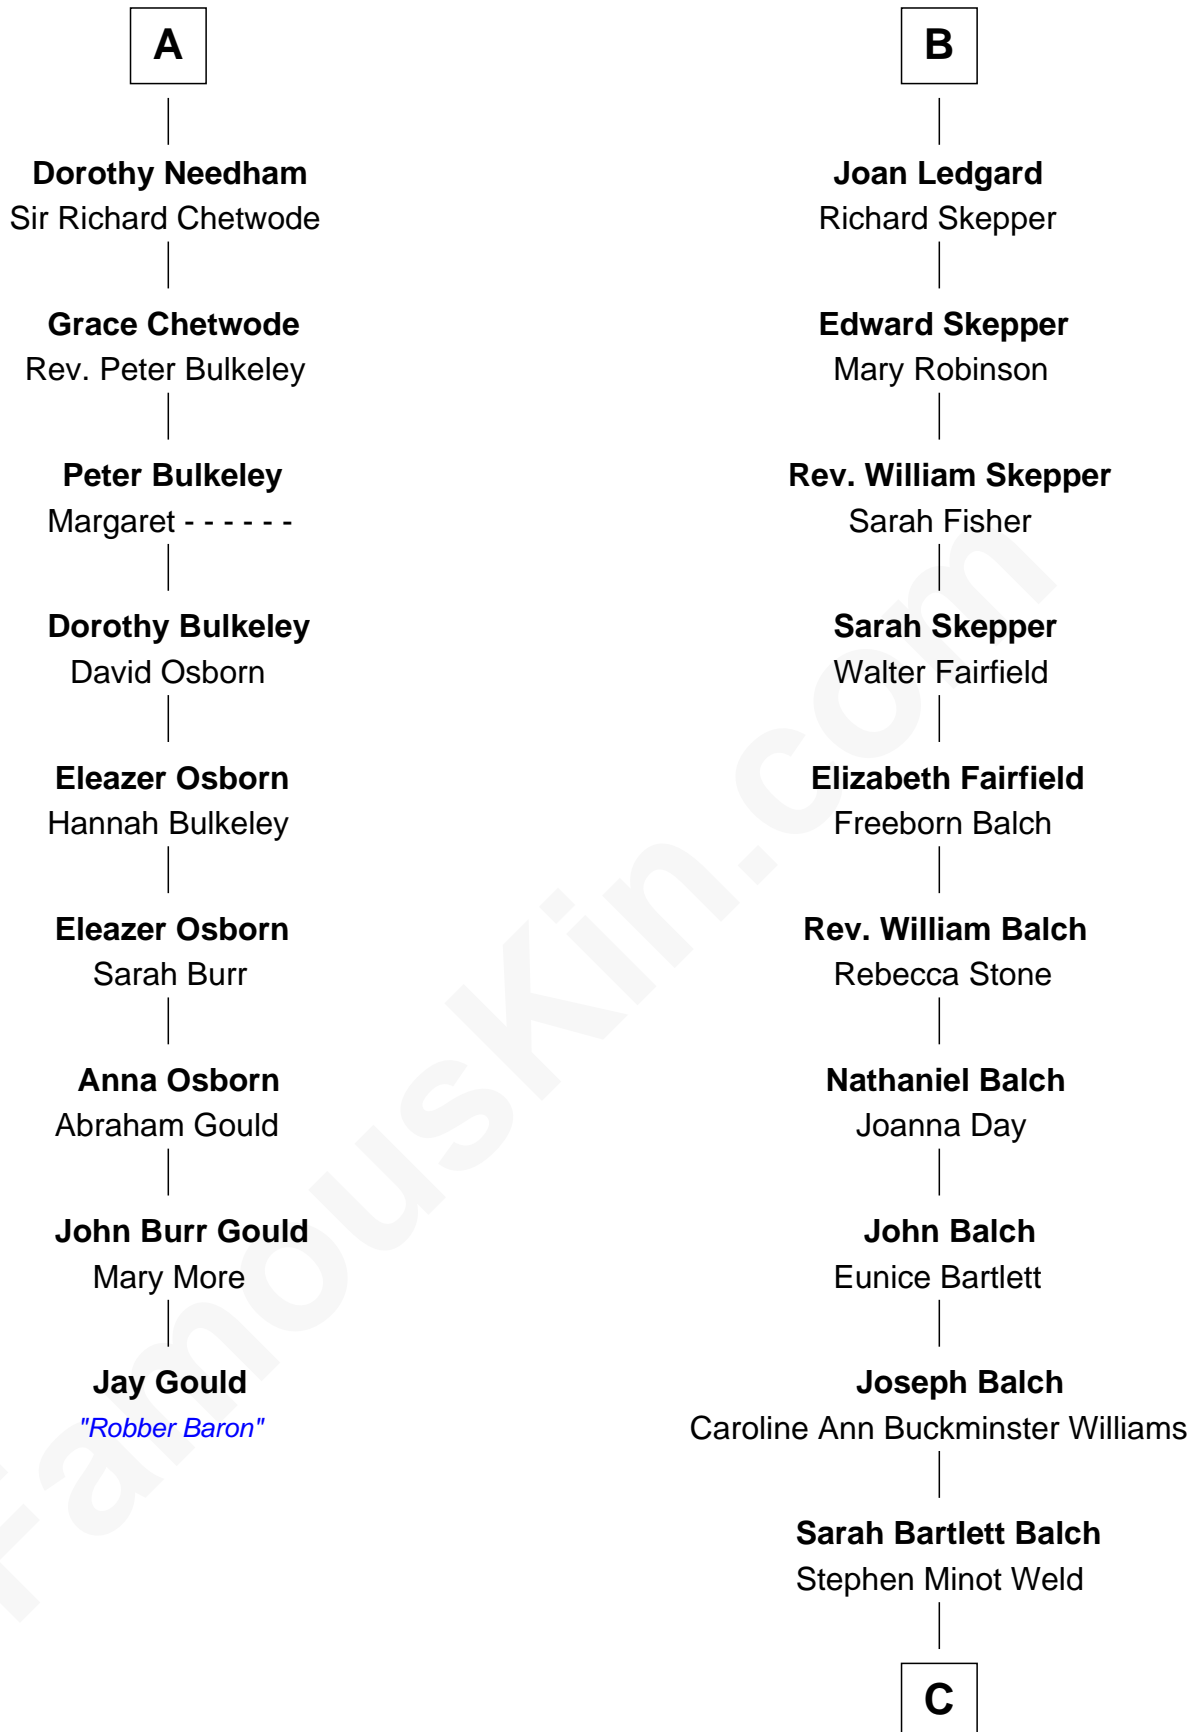 A
Dorothy Needham
Sir Richard Chetwode
Grace Chetwode
Rev. Peter Bulkeley
Peter Bulkeley
Margaret - - - - - -
Dorothy Bulkeley
David Osborn
Eleazer Osborn
Hannah Bulkeley
Eleazer Osborn
Sarah Burr
Anna Osborn
Abraham Gould
John Burr Gould
Mary More
Jay Gould
"Robber Baron"
B
Joan Ledgard
Richard Skepper
Edward Skepper
Mary Robinson
Rev. William Skepper
Sarah Fisher
Sarah Skepper
Walter Fairfield
Elizabeth Fairfield
Freeborn Balch
Rev. William Balch
Rebecca Stone
Nathaniel Balch
Joanna Day
John Balch
Eunice Bartlett
Joseph Balch
Caroline Ann Buckminster Williams
Sarah Bartlett Balch
Stephen Minot Weld
C
FamousKin.com